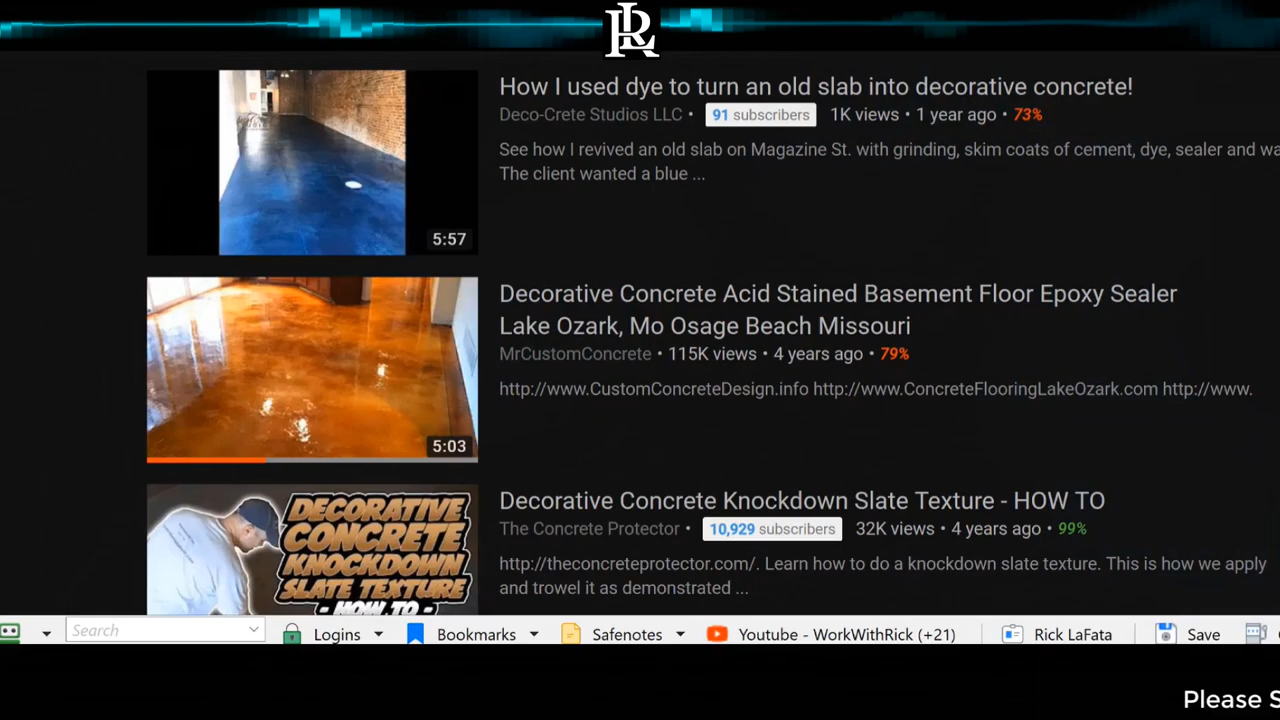 RL
How I used dye to turn an old slab into decorative concrete!
Deco-Crete Studios LLC • 91 subscribers 1K views • 1 year ago • 73%
See how I revived an old slab on Magazine St. with grinding, skim coats of cement, dye, sealer and
The client wanted a blue ...
5:57
Decorative Concrete Acid Stained Basement Floor Epoxy Sealer
Lake Ozark, Mo Osage Beach Missouri
MrCustomConcrete • 115K views • 4 years ago • 79%
http://www.CustomConcreteDesign.info http://www.ConcreteFlooringLakeOzark.com http://www.
5:03
Decorative Concrete Knockdown Slate Texture - HOW TO
The Concrete Protector • 10,929 subscribers 32K views • 4 years ago • 99%
http://theconcreteprotector.com/. Learn how to do a knockdown slate texture. This is how we apply
and trowel it as demonstrated ...
DECORATIVE
CONCRETE
KNOCKDOWN
SLATE TEXTURE
- HOW TO -
Search Logins Bookmarks Safenotes Youtube - WorkWithRick (+21) Rick LaFata Save
Please